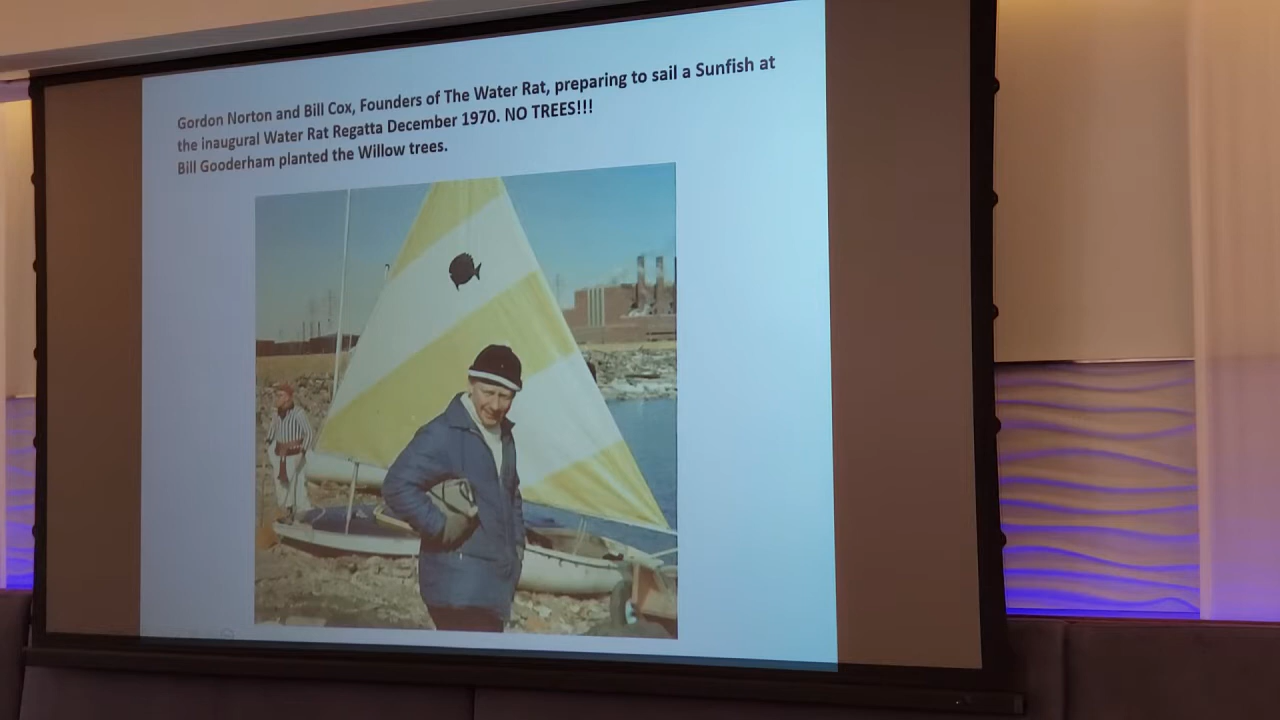 Gordon Norton and Bill Cox, Founders of The Water Rat, preparing to sail a Sunfish at
the inaugural Water Rat Regatta December 1970. NO TREES!!!
Bill Gooderham planted the Willow trees.